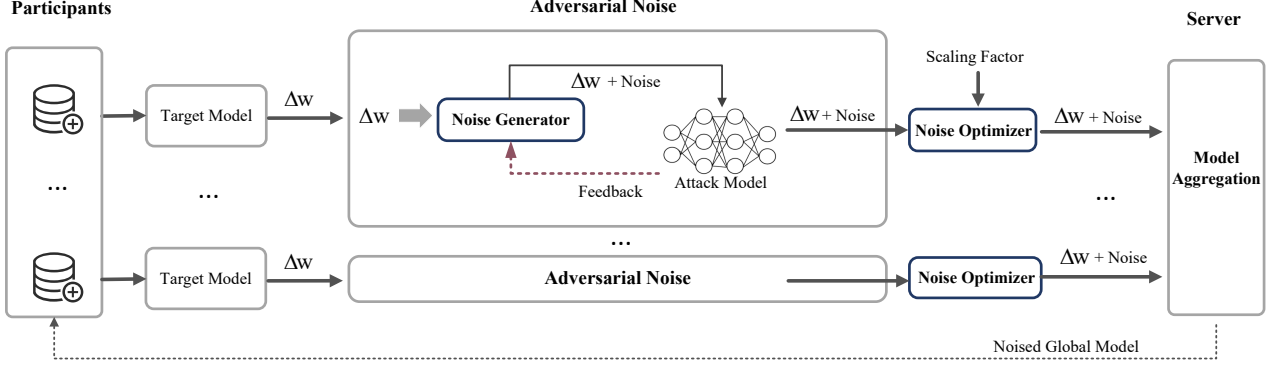 Participants
Adversarial Noise
Server
Scaling Factor
Δw + Noise
Target Model
Δw
Δw
Noise Generator
Δw + Noise
Noise Optimizer
Δw + Noise
Feedback
Attack Model
Model
Aggregation
...
...
...
...
Target Model
Δw
Adversarial Noise
Noise Optimizer
Δw + Noise
Noised Global Model